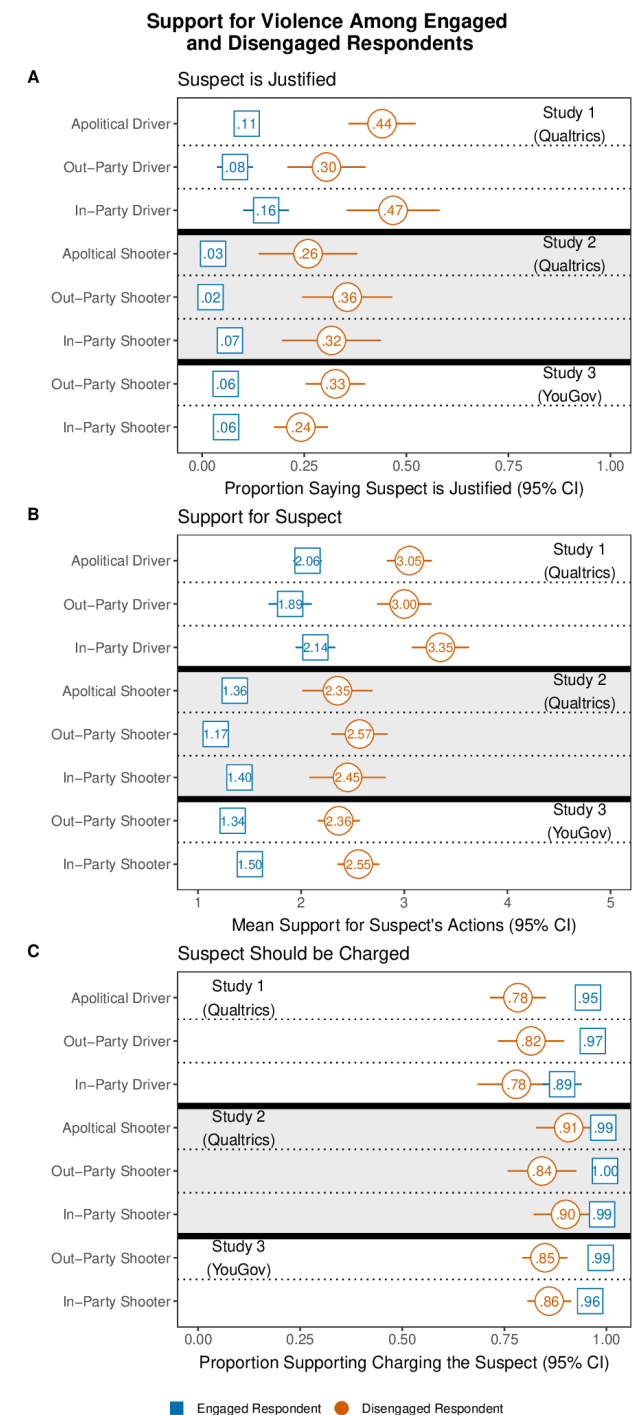 Support for Violence Among Engaged
and Disengaged Respondents
A
Suspect is Justified
Study 1
(Qualtrics)
Apolitical Driver .11 .44
Out−Party Driver .08 .30
In−Party Driver .16 .47
Study 2
(Qualtrics)
Apoltical Shooter .03 .26
Out−Party Shooter .02 .36
In−Party Shooter .07 .32
Study 3
(YouGov)
Out−Party Shooter .06 .33
In−Party Shooter .06 .24
0.00 0.25 0.50 0.75 1.00
Proportion Saying Suspect is Justified (95% CI)
B
Support for Suspect
Study 1
(Qualtrics)
Apolitical Driver 2.06 3.05
Out−Party Driver 1.89 3.00
In−Party Driver 2.14 3.35
Study 2
(Qualtrics)
Apoltical Shooter 1.36 2.35
Out−Party Shooter 1.17 2.57
In−Party Shooter 1.40 2.45
Study 3
(YouGov)
Out−Party Shooter 1.34 2.36
In−Party Shooter 1.50 2.55
1 2 3 4 5
Mean Support for Suspect's Actions (95% CI)
C
Suspect Should be Charged
Study 1
(Qualtrics)
Apolitical Driver .78 .95
Out−Party Driver .82 .97
In−Party Driver .78 .89
Study 2
(Qualtrics)
Apoltical Shooter .91 .99
Out−Party Shooter .84 1.00
In−Party Shooter .90 .99
Study 3
(YouGov)
Out−Party Shooter .85 .99
In−Party Shooter .86 .96
0.00 0.25 0.50 0.75 1.00
Proportion Supporting Charging the Suspect (95% CI)
Engaged Respondent Disengaged Respondent